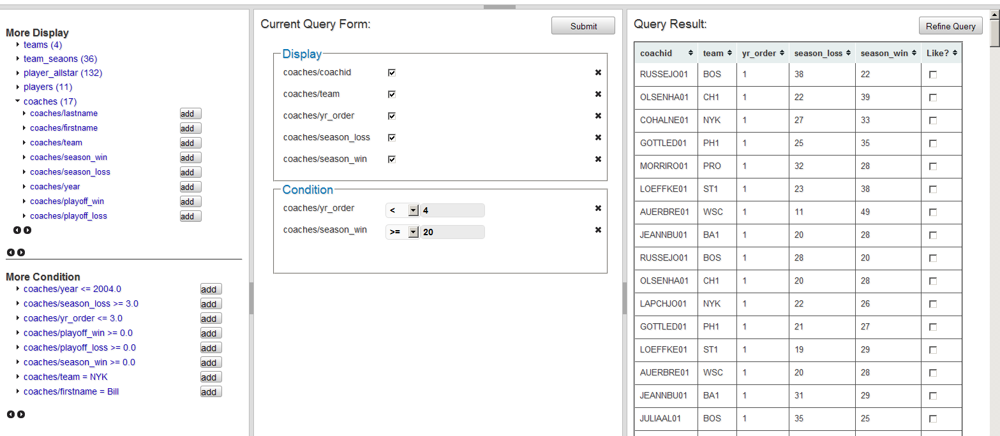 More Display
teams (4)
team_seaons (36)
player_allstar (132)
players (11)
coaches (17)
coaches/lastname add
coaches/firstname add
coaches/team add
coaches/season_win add
coaches/season_loss add
coaches/year add
coaches/playoff_win add
coaches/playoff_loss add
More Condition
coaches/year <= 2004.0 add
coaches/season_loss >= 3.0 add
coaches/yr_order <= 3.0 add
coaches/playoff_win >= 0.0 add
coaches/playoff_loss >= 0.0 add
coaches/season_win >= 0.0 add
coaches/team = NYK add
coaches/firstname = Bill add
Current Query Form: Submit
Display
coaches/coachid
coaches/team
coaches/yr_order
coaches/season_loss
coaches/season_win
Condition
coaches/yr_order < 4
coaches/season_win >= 20
Query Result: Refine Query
coachid team yr_order season_loss season_win Like?
RUSSEJO01 BOS 1 38 22
OLSENHA01 CH1 1 22 39
COHALNE01 NYK 1 27 33
GOTTLED01 PH1 1 25 35
MORRIRO01 PRO 1 32 28
LOEFFKE01 ST1 1 23 38
AUERBRE01 WSC 1 11 49
JEANNBU01 BA1 1 20 28
RUSSEJO01 BOS 1 28 20
OLSENHA01 CH1 1 20 28
LAPCHJO01 NYK 1 22 26
GOTTLED01 PH1 1 21 27
LOEFFKE01 ST1 1 19 29
AUERBRE01 WSC 1 20 28
JEANNBU01 BA1 1 31 29
JULIAAL01 BOS 1 35 25